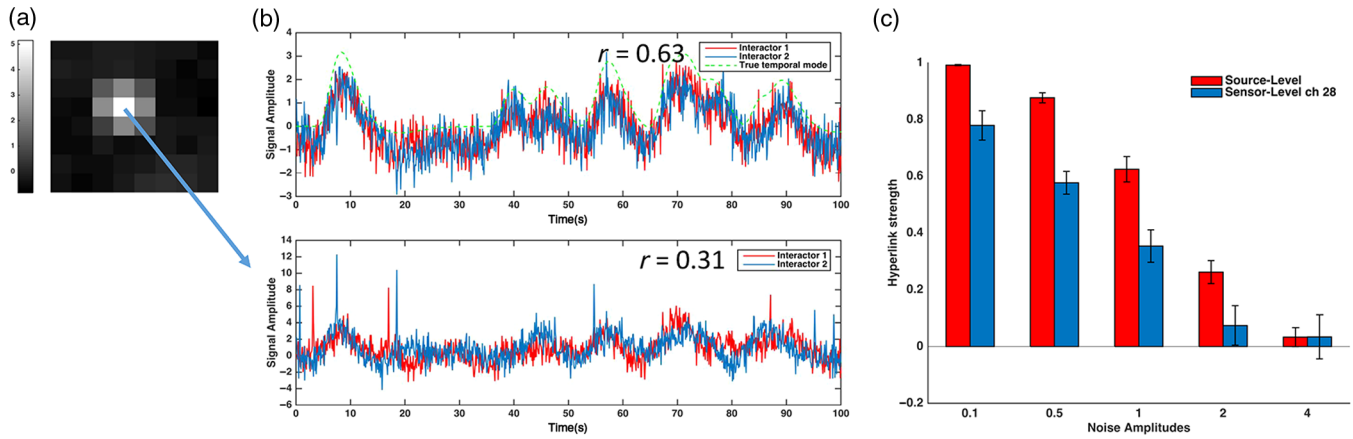 (a)
5
4
3
2
1
0
(b)
Signal Amplitude
4
3
2
1
0
−1
−2
−3
r = 0.63
Interactor 1
Interactor 2
True temporal mode
0 10 20 30 40 50 60 70 80 90 100
Time(s)
Signal Amplitude
14
12
10
8
6
4
2
0
−2
−4
−6
r = 0.31
Interactor 1
Interactor 2
0 10 20 30 40 50 60 70 80 90 100
Time(s)
(c)
Hyperlink strength
1
0.8
0.6
0.4
0.2
0
−0.2
Source-Level
Sensor-Level ch 28
0.1 0.5 1 2 4
Noise Amplitudes